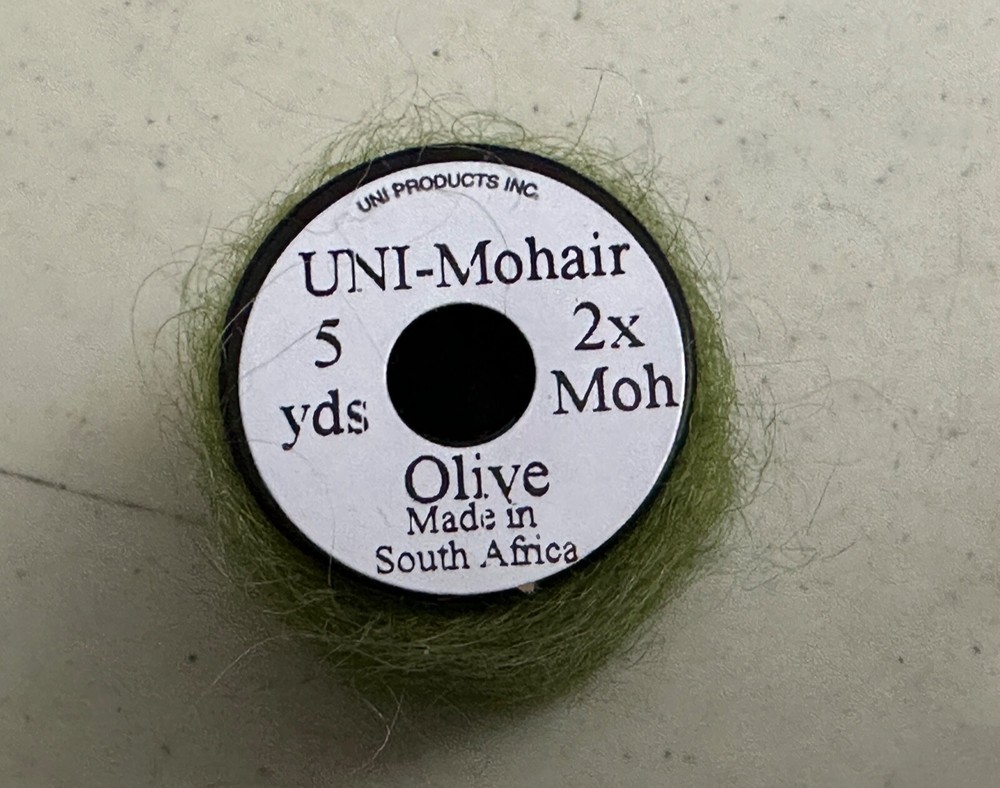 UNI PRODUCTS INC.
UNI-Mohair
5
yds
2x
Moh
Olive
Made in
South Africa